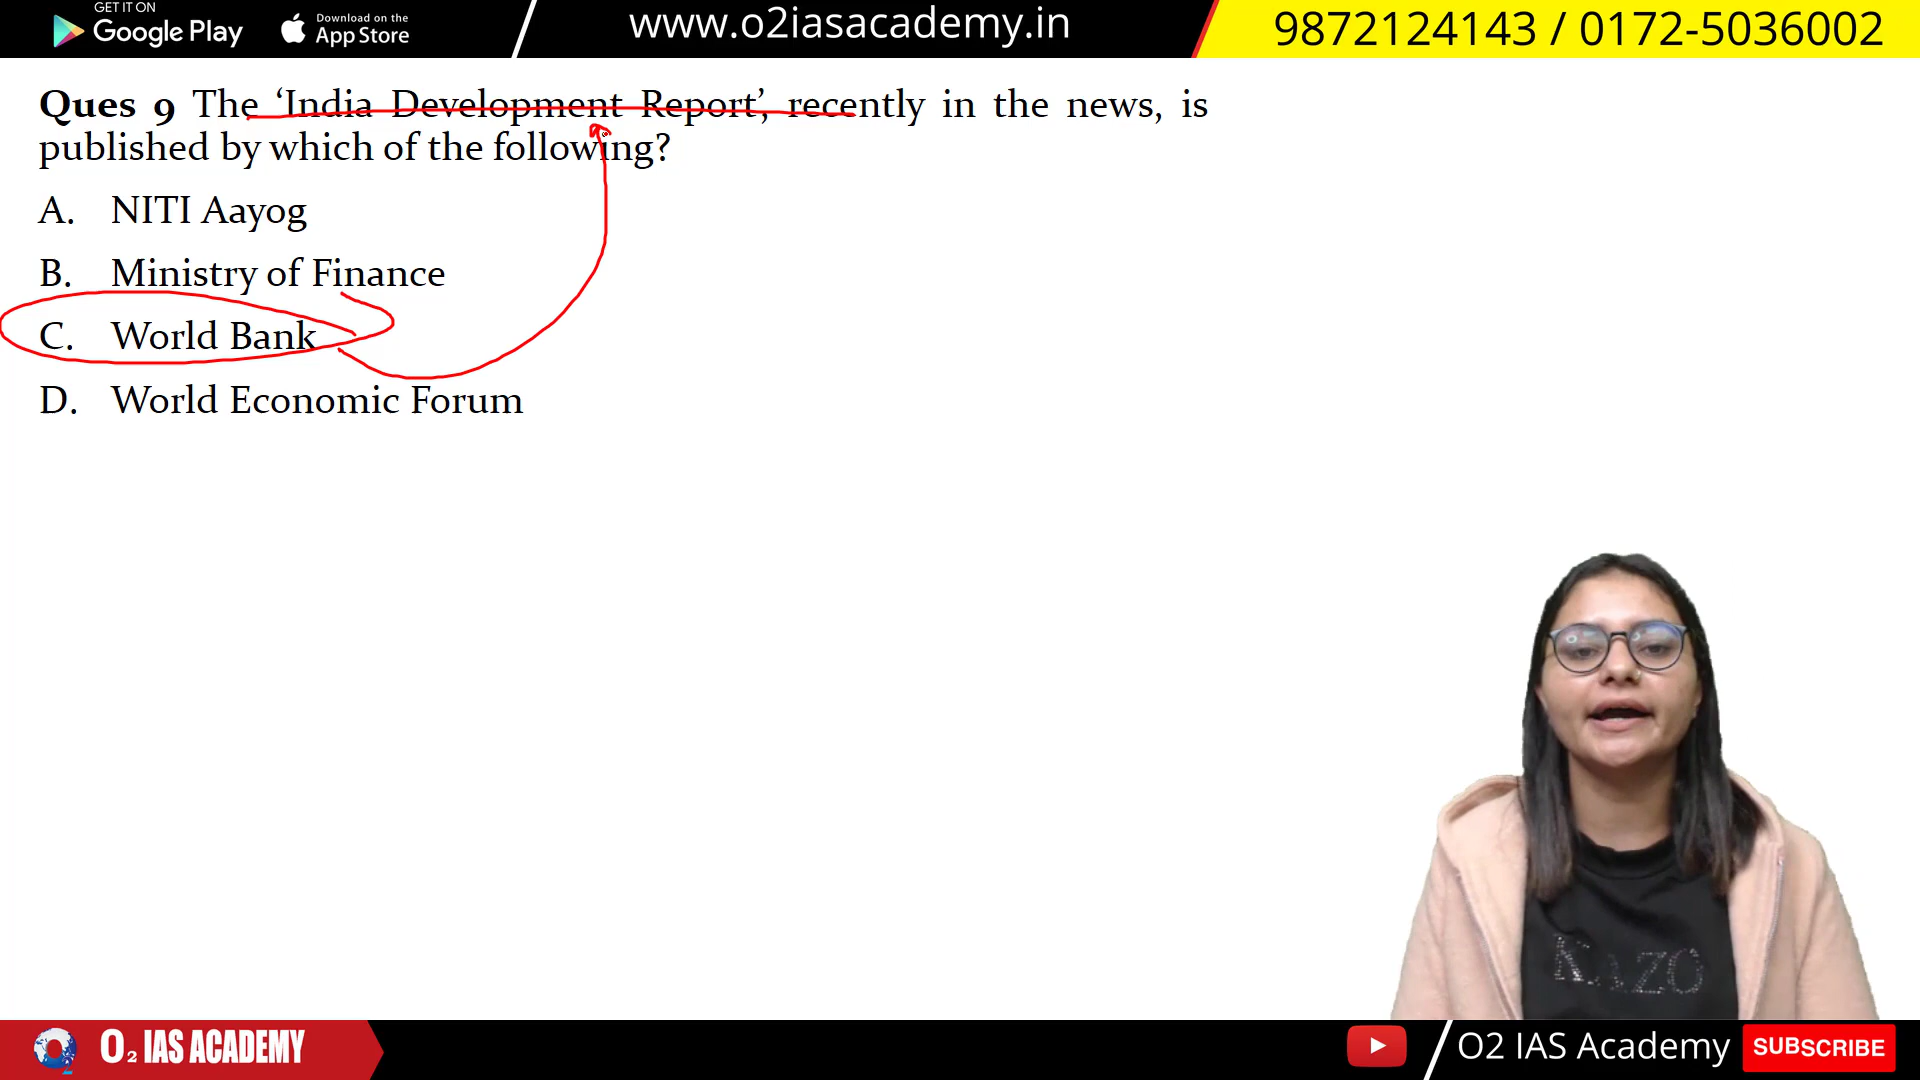 GET IT ON
Google Play
Download on the
App Store
www.o2iasacademy.in
9872124143 / 0172-5036002
Ques 9 The ‘India Development Report’, recently in the news, is
published by which of the following?
A. NITI Aayog
B. Ministry of Finance
C. World Bank
D. World Economic Forum
KAZO
O2 IAS ACADEMY
O2 IAS Academy
SUBSCRIBE